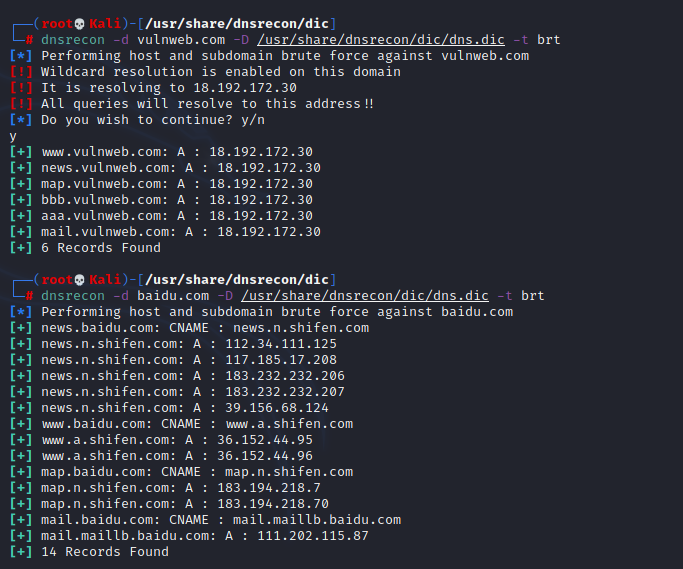 ┌──(root💀Kali)-[/usr/share/dnsrecon/dic]
└─# dnsrecon -d vulnweb.com -D /usr/share/dnsrecon/dic/dns.dic -t brt
[*] Performing host and subdomain brute force against vulnweb.com
[!] Wildcard resolution is enabled on this domain
[!] It is resolving to 18.192.172.30
[!] All queries will resolve to this address!!
[*] Do you wish to continue? y/n
y
[+] www.vulnweb.com: A : 18.192.172.30
[+] news.vulnweb.com: A : 18.192.172.30
[+] map.vulnweb.com: A : 18.192.172.30
[+] bbb.vulnweb.com: A : 18.192.172.30
[+] aaa.vulnweb.com: A : 18.192.172.30
[+] mail.vulnweb.com: A : 18.192.172.30
[+] 6 Records Found
┌──(root💀Kali)-[/usr/share/dnsrecon/dic]
└─# dnsrecon -d baidu.com -D /usr/share/dnsrecon/dic/dns.dic -t brt
[*] Performing host and subdomain brute force against baidu.com
[+] news.baidu.com: CNAME : news.n.shifen.com
[+] news.n.shifen.com: A : 112.34.111.125
[+] news.n.shifen.com: A : 117.185.17.208
[+] news.n.shifen.com: A : 183.232.232.206
[+] news.n.shifen.com: A : 183.232.232.207
[+] news.n.shifen.com: A : 39.156.68.124
[+] www.baidu.com: CNAME : www.a.shifen.com
[+] www.a.shifen.com: A : 36.152.44.95
[+] www.a.shifen.com: A : 36.152.44.96
[+] map.baidu.com: CNAME : map.n.shifen.com
[+] map.n.shifen.com: A : 183.194.218.7
[+] map.n.shifen.com: A : 183.194.218.70
[+] mail.baidu.com: CNAME : mail.maillb.baidu.com
[+] mail.maillb.baidu.com: A : 111.202.115.87
[+] 14 Records Found